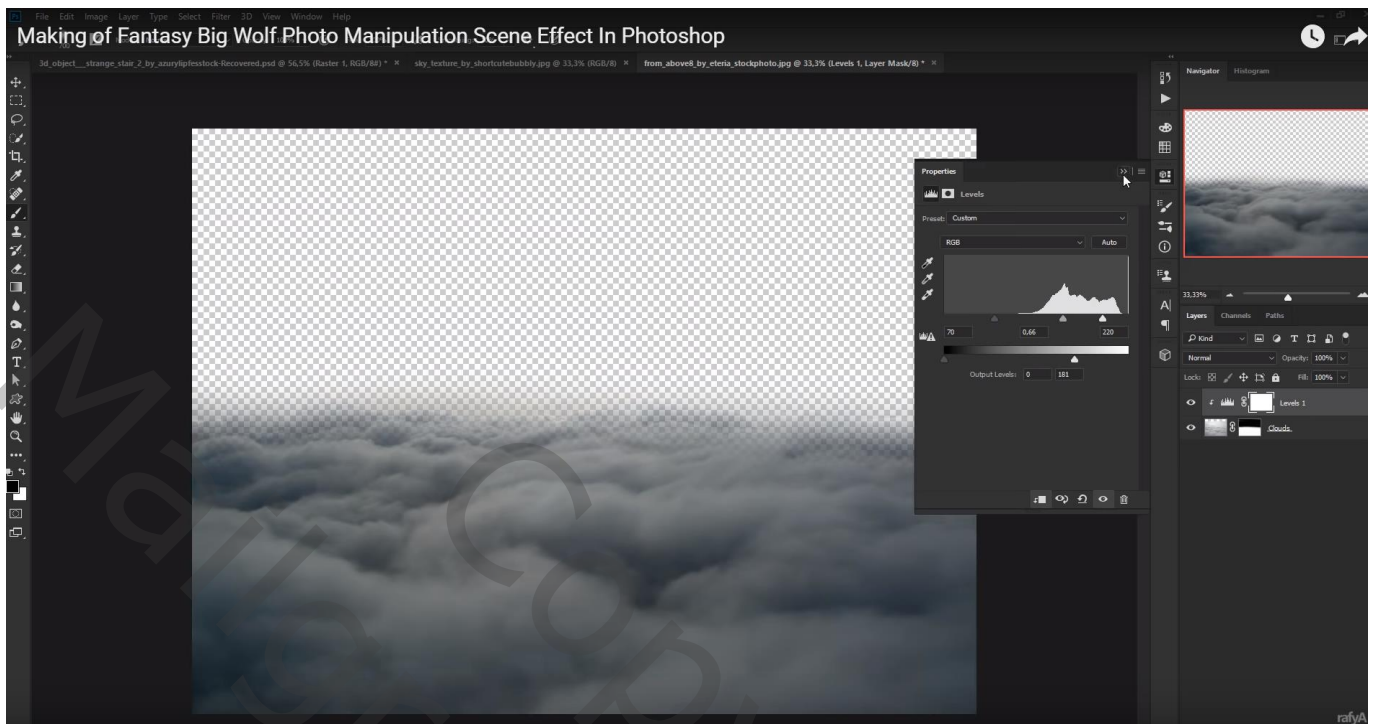 File Edit Image Layer Type Select Filter 3D View Window Help
Making of Fantasy Big Wolf Photo Manipulation Scene Effect In Photoshop
3d_object__strange_stair_2_by_azurylipfesstock-Recovered.psd @ 56,5% (Raster 1, RGB/8#) * × sky_texture_by_shortcutebubbly.jpg @ 33,3% (RGB/8) × from_above8_by_eteria_stockphoto.jpg @ 33,3% (Levels 1, Layer Mask/8) * ×
Navigator Histogram
Properties
Levels
Preset: Custom
RGB Auto
70 0,66 220
Output Levels: 0 181
33,33%
Layers Channels Paths
Kind
Normal Opacity: 100%
Lock: Fill: 100%
Levels 1
Clouds
rafyA